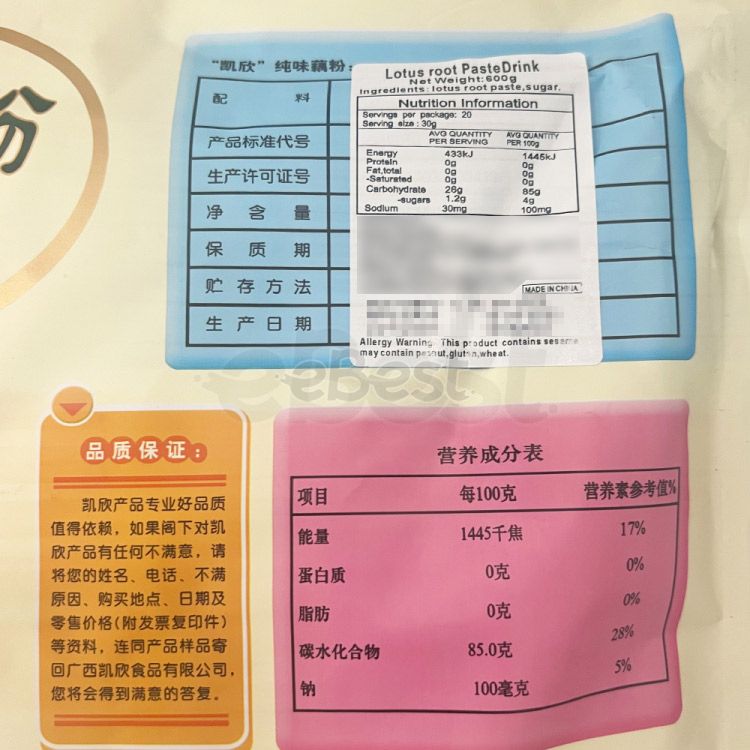 粉
“凯欣”纯味藕粉:
配 料
产品标准代号
生产许可证号
净 含 量
保 质 期
贮 存 方 法
生 产 日 期
Lotus root PasteDrink
Net Weight:600g
Ingredients: lotus root paste,sugar.
Nutrition Information
Servings per package: 20
Serving size : 30g
AVG QUANTITY PER SERVING AVG QUANTITY PER 100g
Energy 433kJ 1445kJ
Protein 0g 0g
Fat,total 0g 0g
-Saturated 0g 0g
Carbohydrate 26g 85g
-sugars 1.2g 4g
Sodium 30mg 100mg
MADE IN CHINA
Allergy Warning: This product contains sesame
may contain peanut,gluten,wheat.
eBest
品质保证:
凯欣产品专业好品质
值得依赖，如果阁下对凯
欣产品有任何不满意，请
将您的姓名、电话、不满
原因、购买地点、日期及
零售价格(附发票复印件)
等资料，连同产品样品寄
回广西凯欣食品有限公司，
您将会得到满意的答复。
营养成分表
项目 每100克 营养素参考值%
能量 1445千焦 17%
蛋白质 0克 0%
脂肪 0克 0%
碳水化合物 85.0克 28%
钠 100毫克 5%